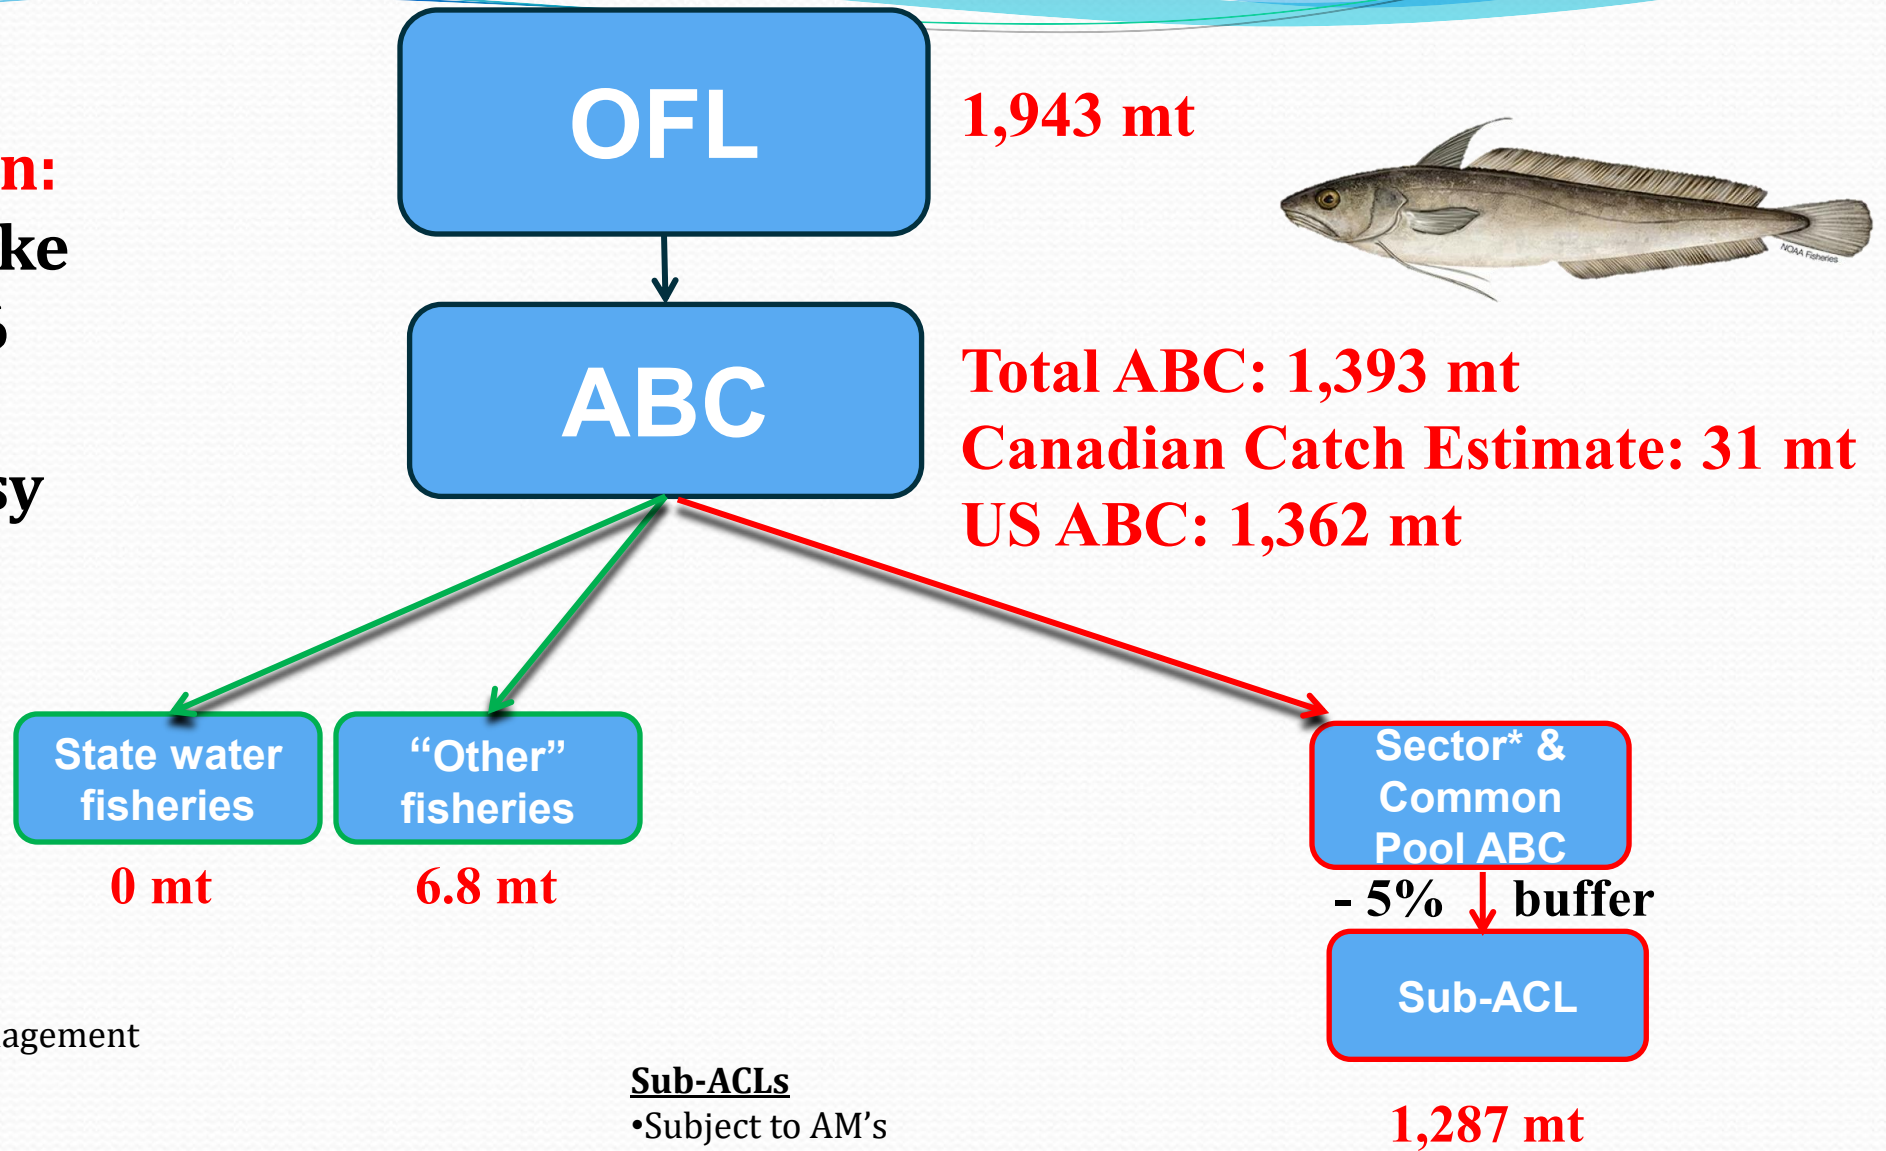 OFL
1,943 mt
n:
ke
sy
NOAA Fisheries
ABC
Total ABC: 1,393 mt
Canadian Catch Estimate: 31 mt
US ABC: 1,362 mt
State water
fisheries
0 mt
“Other”
fisheries
6.8 mt
Sector* &
Common
Pool ABC
- 5% buffer
Sub-ACL
1,287 mt
agement
Sub-ACLs
•Subject to AM’s